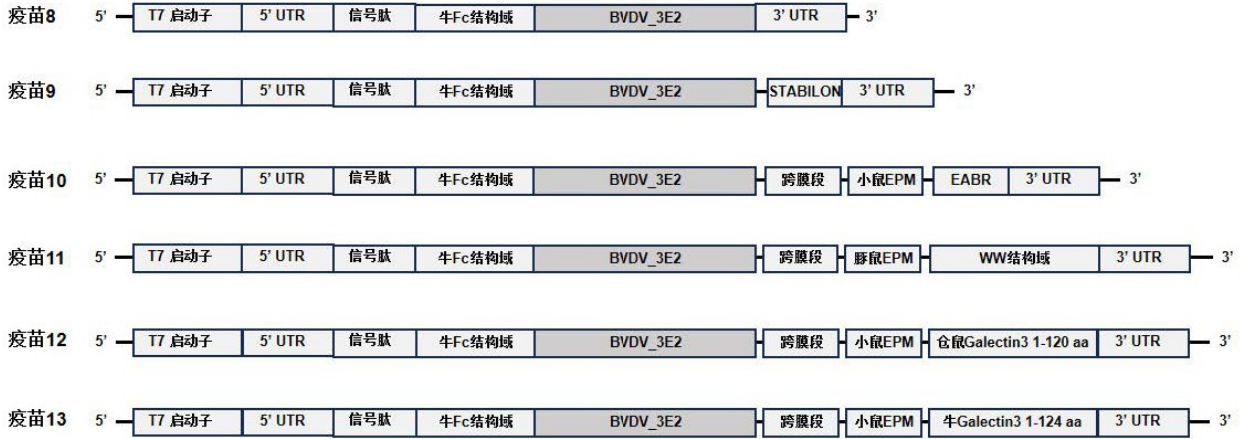 疫苗8 5' T7 启动子 5' UTR 信号肽 牛Fc结构域 BVDV_3E2 3' UTR 3'
疫苗9 5' T7 启动子 5' UTR 信号肽 牛Fc结构域 BVDV_3E2 STABILON 3' UTR 3'
疫苗10 5' T7 启动子 5' UTR 信号肽 牛Fc结构域 BVDV_3E2 跨膜段 小鼠EPM EABR 3' UTR 3'
疫苗11 5' T7 启动子 5' UTR 信号肽 牛Fc结构域 BVDV_3E2 跨膜段 豚鼠EPM WW结构域 3' UTR 3'
疫苗12 5' T7 启动子 5' UTR 信号肽 牛Fc结构域 BVDV_3E2 跨膜段 小鼠EPM 仓鼠Galectin3 1-120 aa 3' UTR 3'
疫苗13 5' T7 启动子 5' UTR 信号肽 牛Fc结构域 BVDV_3E2 跨膜段 小鼠EPM 牛Galectin3 1-124 aa 3' UTR 3'